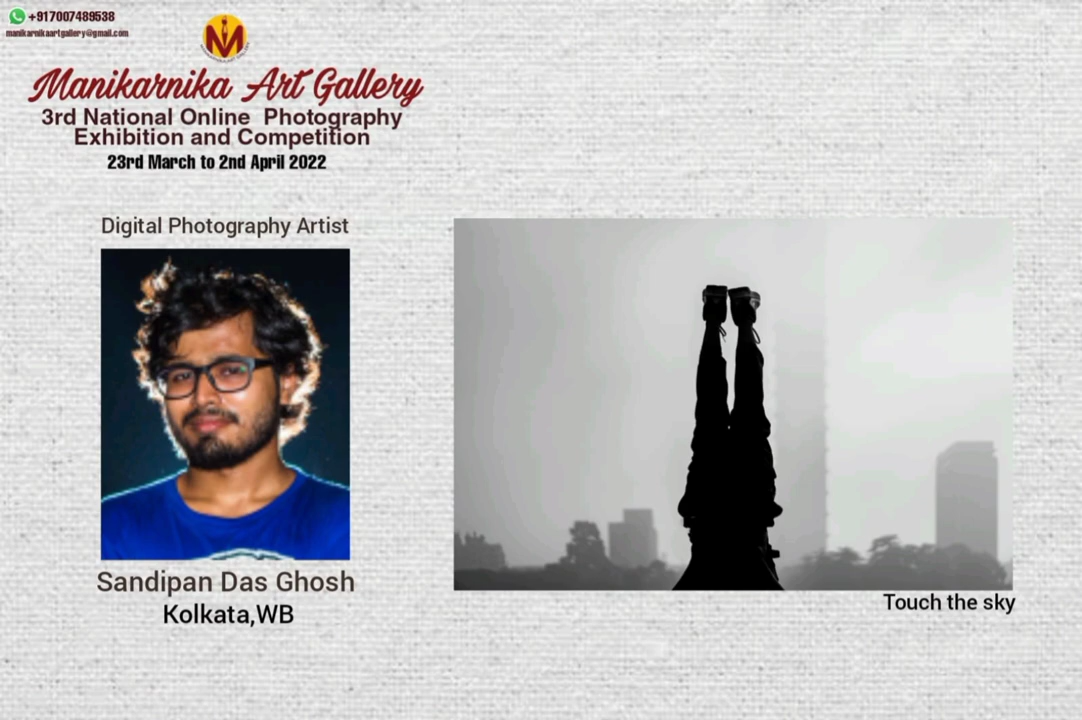 +917007489538
manikarnikaartgallery@gmail.com
M
Manikarnika Art Gallery
3rd National Online Photography
Exhibition and Competition
23rd March to 2nd April 2022
Digital Photography Artist
Sandipan Das Ghosh
Kolkata,WB
Touch the sky